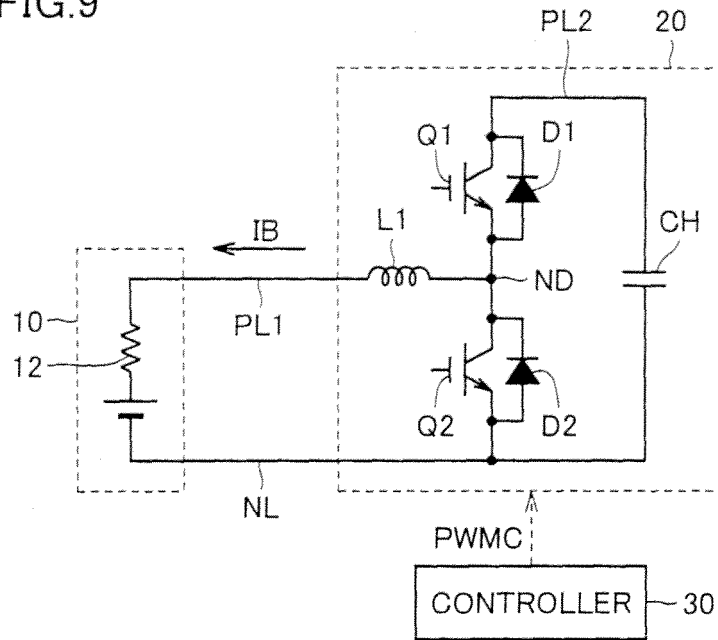 FIG.9
PL2
20
Q1
D1
IB
L1
CH
ND
10
PL1
12
Q2
D2
NL
PWMC
CONTROLLER
30